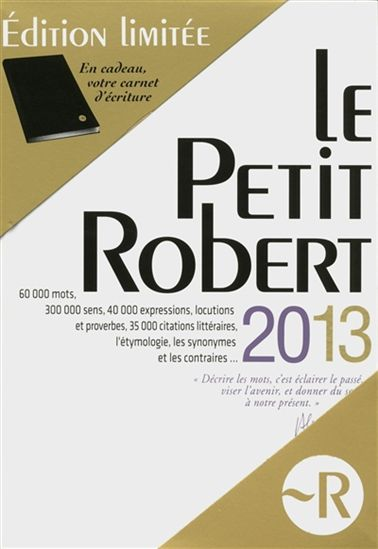 Édition limitée
En cadeau,
votre carnet
d'écriture
Le
Petit
Robert
2013
60 000 mots,
300 000 sens, 40 000 expressions, locutions
et proverbes, 35 000 citations littéraires,
l'étymologie, les synonymes
et les contraires ...
« Décrire les mots, c'est éclairer le passé,
viser l'avenir, et donner du
à notre présent. »
~R